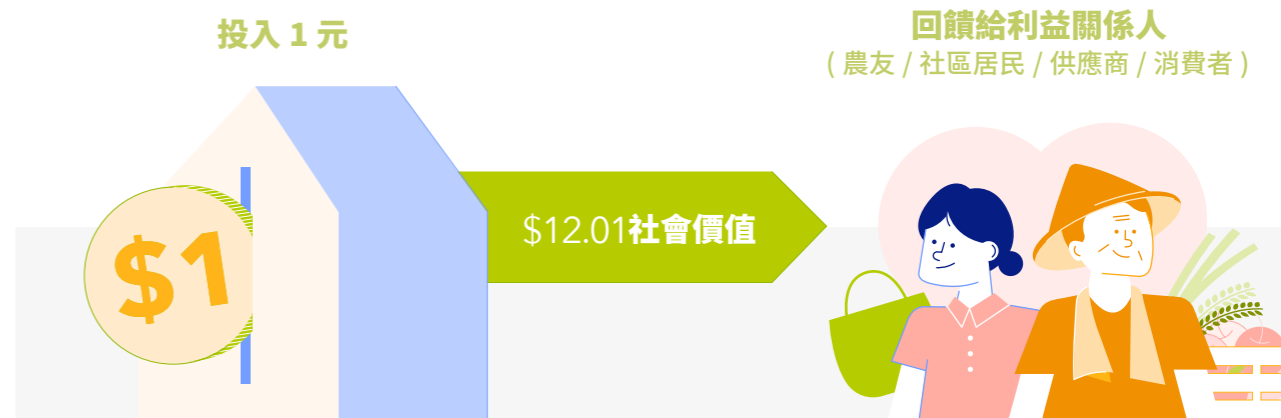 投入 1 元
回饋給利益關係人
( 農友 / 社區居民 / 供應商 / 消費者 )
$1
$12.01社會價值